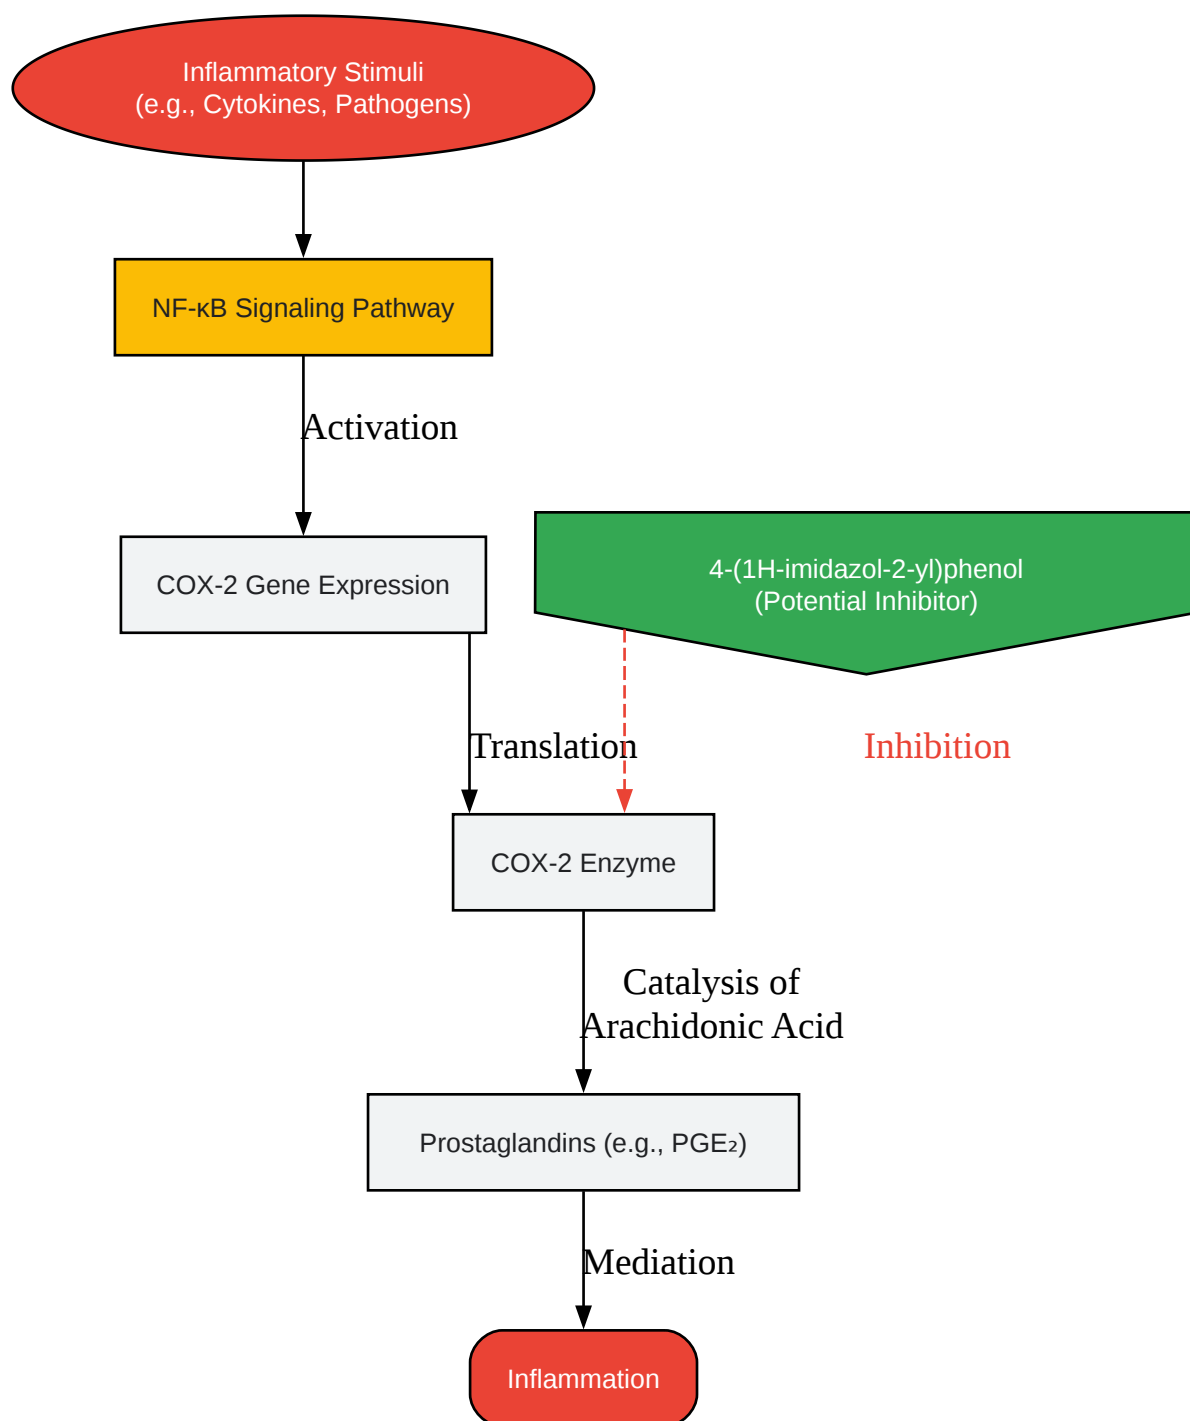 Inflammatory Stimuli
(e.g., Cytokines, Pathogens)
NF-κB Signaling Pathway
Activation
COX-2 Gene Expression
4-(1H-imidazol-2-yl)phenol
(Potential Inhibitor)
Translation
Inhibition
COX-2 Enzyme
Catalysis of
Arachidonic Acid
Prostaglandins (e.g., PGE₂)
Mediation
Inflammation